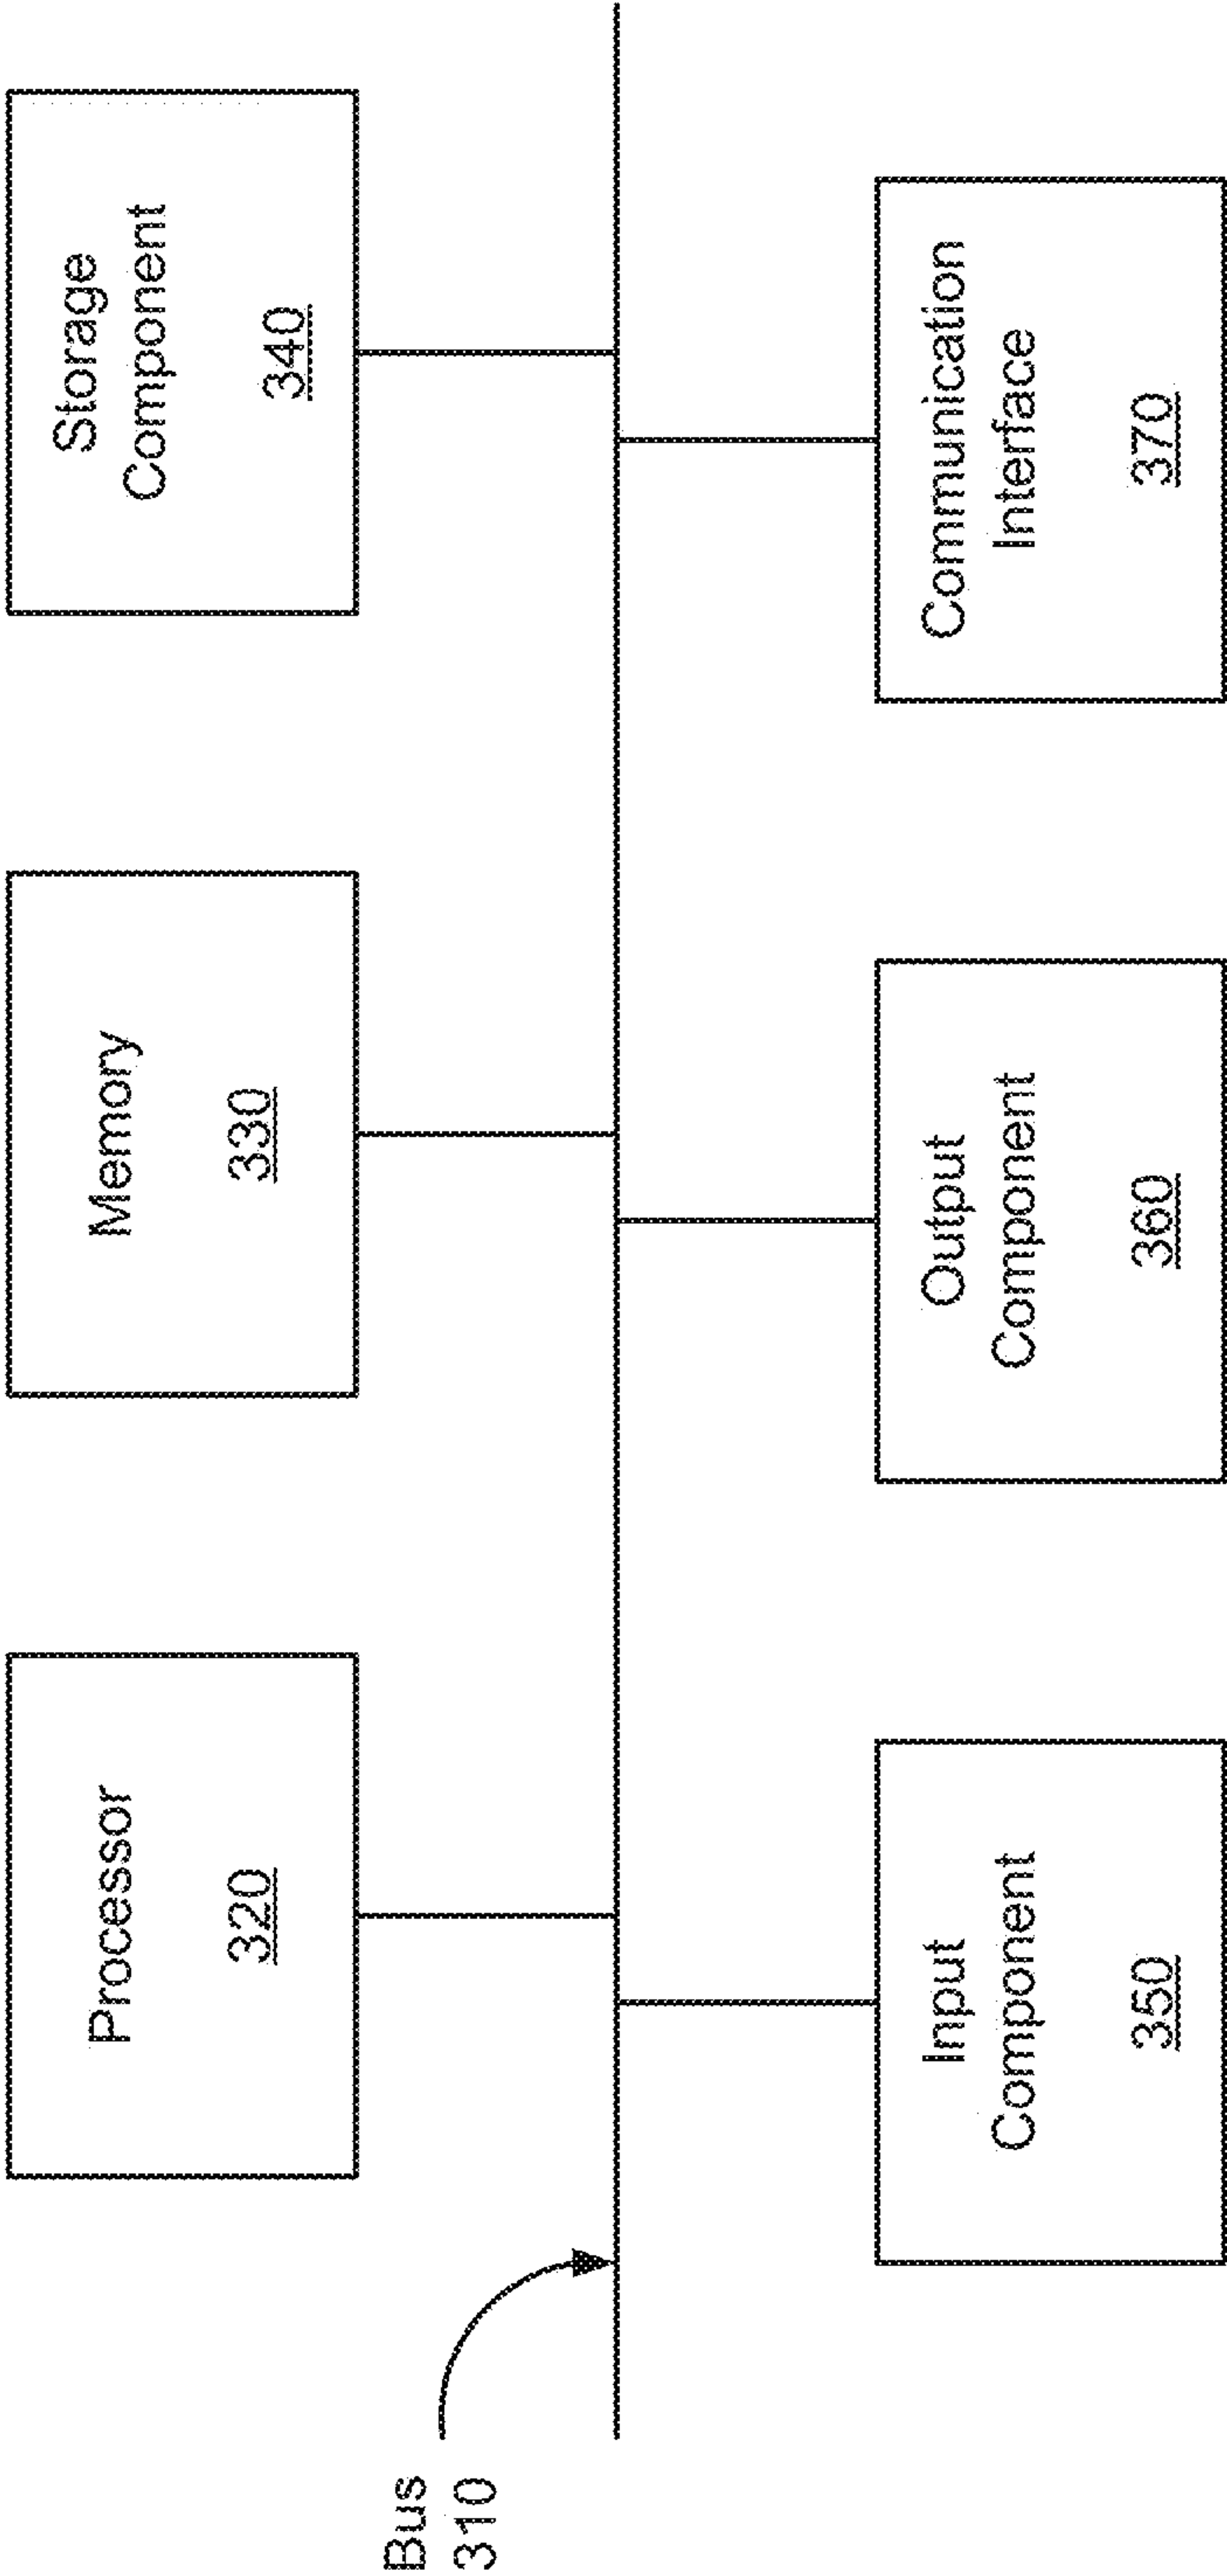 Processor
320
Memory
330
Storage
Component
340
Bus
310
Input
Component
350
Output
Component
360
Communication
Interface
370